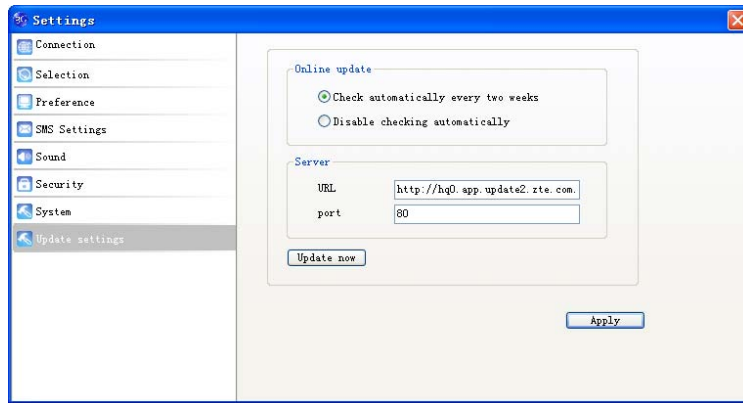 Settings
Connection
Selection
Preference
SMS Settings
Sound
Security
System
Update settings
Online update
Check automatically every two weeks
Disable checking automatically
Server
URL http://hq0.app.update2.zte.com.
port 80
Update now
Apply